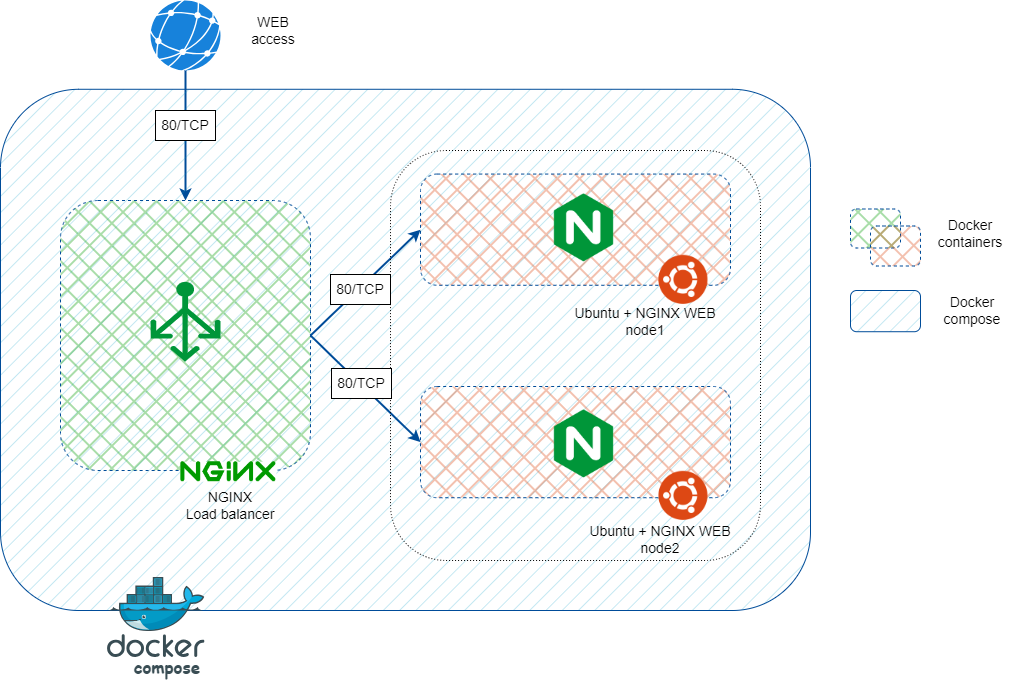 WEB
access
80/TCP
80/TCP
80/TCP
NGINX
NGINX
Load balancer
Ubuntu + NGINX WEB
node1
Ubuntu + NGINX WEB
node2
Docker
containers
Docker
compose
docker
compose